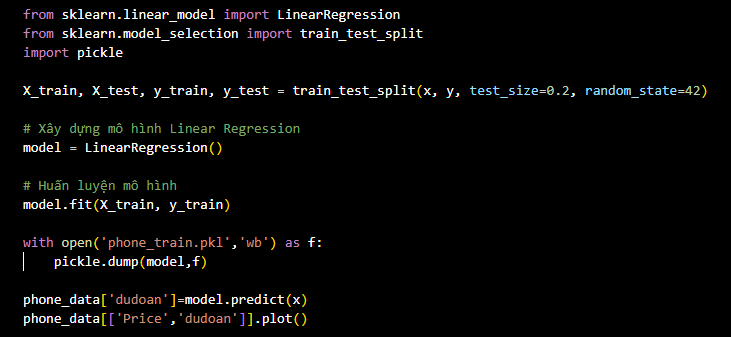 from sklearn.linear_model import LinearRegression
from sklearn.model_selection import train_test_split
import pickle
X_train, X_test, y_train, y_test = train_test_split(x, y, test_size=0.2, random_state=42)
# Xây dựng mô hình Linear Regression
model = LinearRegression()
# Huấn luyện mô hình
model.fit(X_train, y_train)
with open('phone_train.pkl','wb') as f:
    pickle.dump(model,f)
phone_data['dudoan']=model.predict(x)
phone_data[['Price','dudoan']].plot()